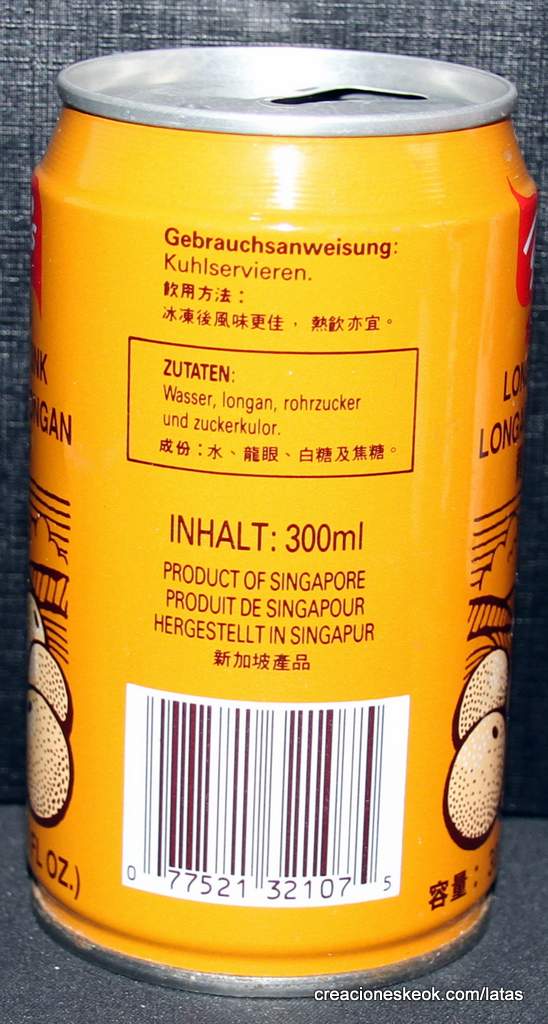 Gebrauchsanweisung:
Kuhlservieren.
飲用方法：
冰凍後風味更佳， 熱飲亦宜。
ZUTATEN:
Wasser, longan, rohrzucker
und zuckerkulor.
成份：水、龍眼、白糖及焦糖。
INHALT: 300ml
PRODUCT OF SINGAPORE
PRODUIT DE SINGAPOUR
HERGESTELLT IN SINGAPUR
新加坡產品
0 77521 32107 5
FL OZ.)
容量：
creacioneskeok.com/latas